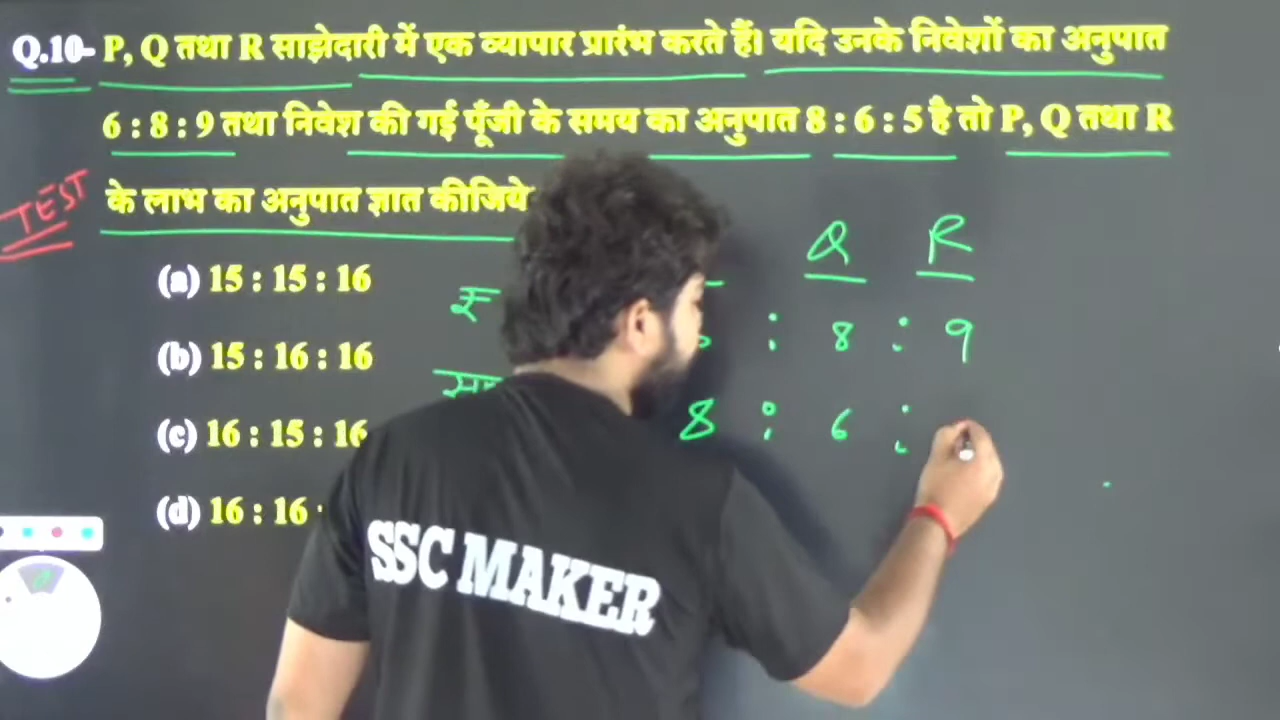 Q.10- P, Q तथा R साझेदारी में एक व्यापार प्रारंभ करते हैं। यदि उनके निवेशों का अनुपात
6 : 8 : 9 तथा निवेश की गई पूँजी के समय का अनुपात 8 : 6 : 5 है तो P, Q तथा R
के लाभ का अनुपात ज्ञात कीजिये
TEST
(a) 15 : 15 : 16
(b) 15 : 16 : 16
(c) 16 : 15 : 16
(d) 16 : 16
Q R
₹ : 8 : 9
8 : 6 :
SSC MAKER